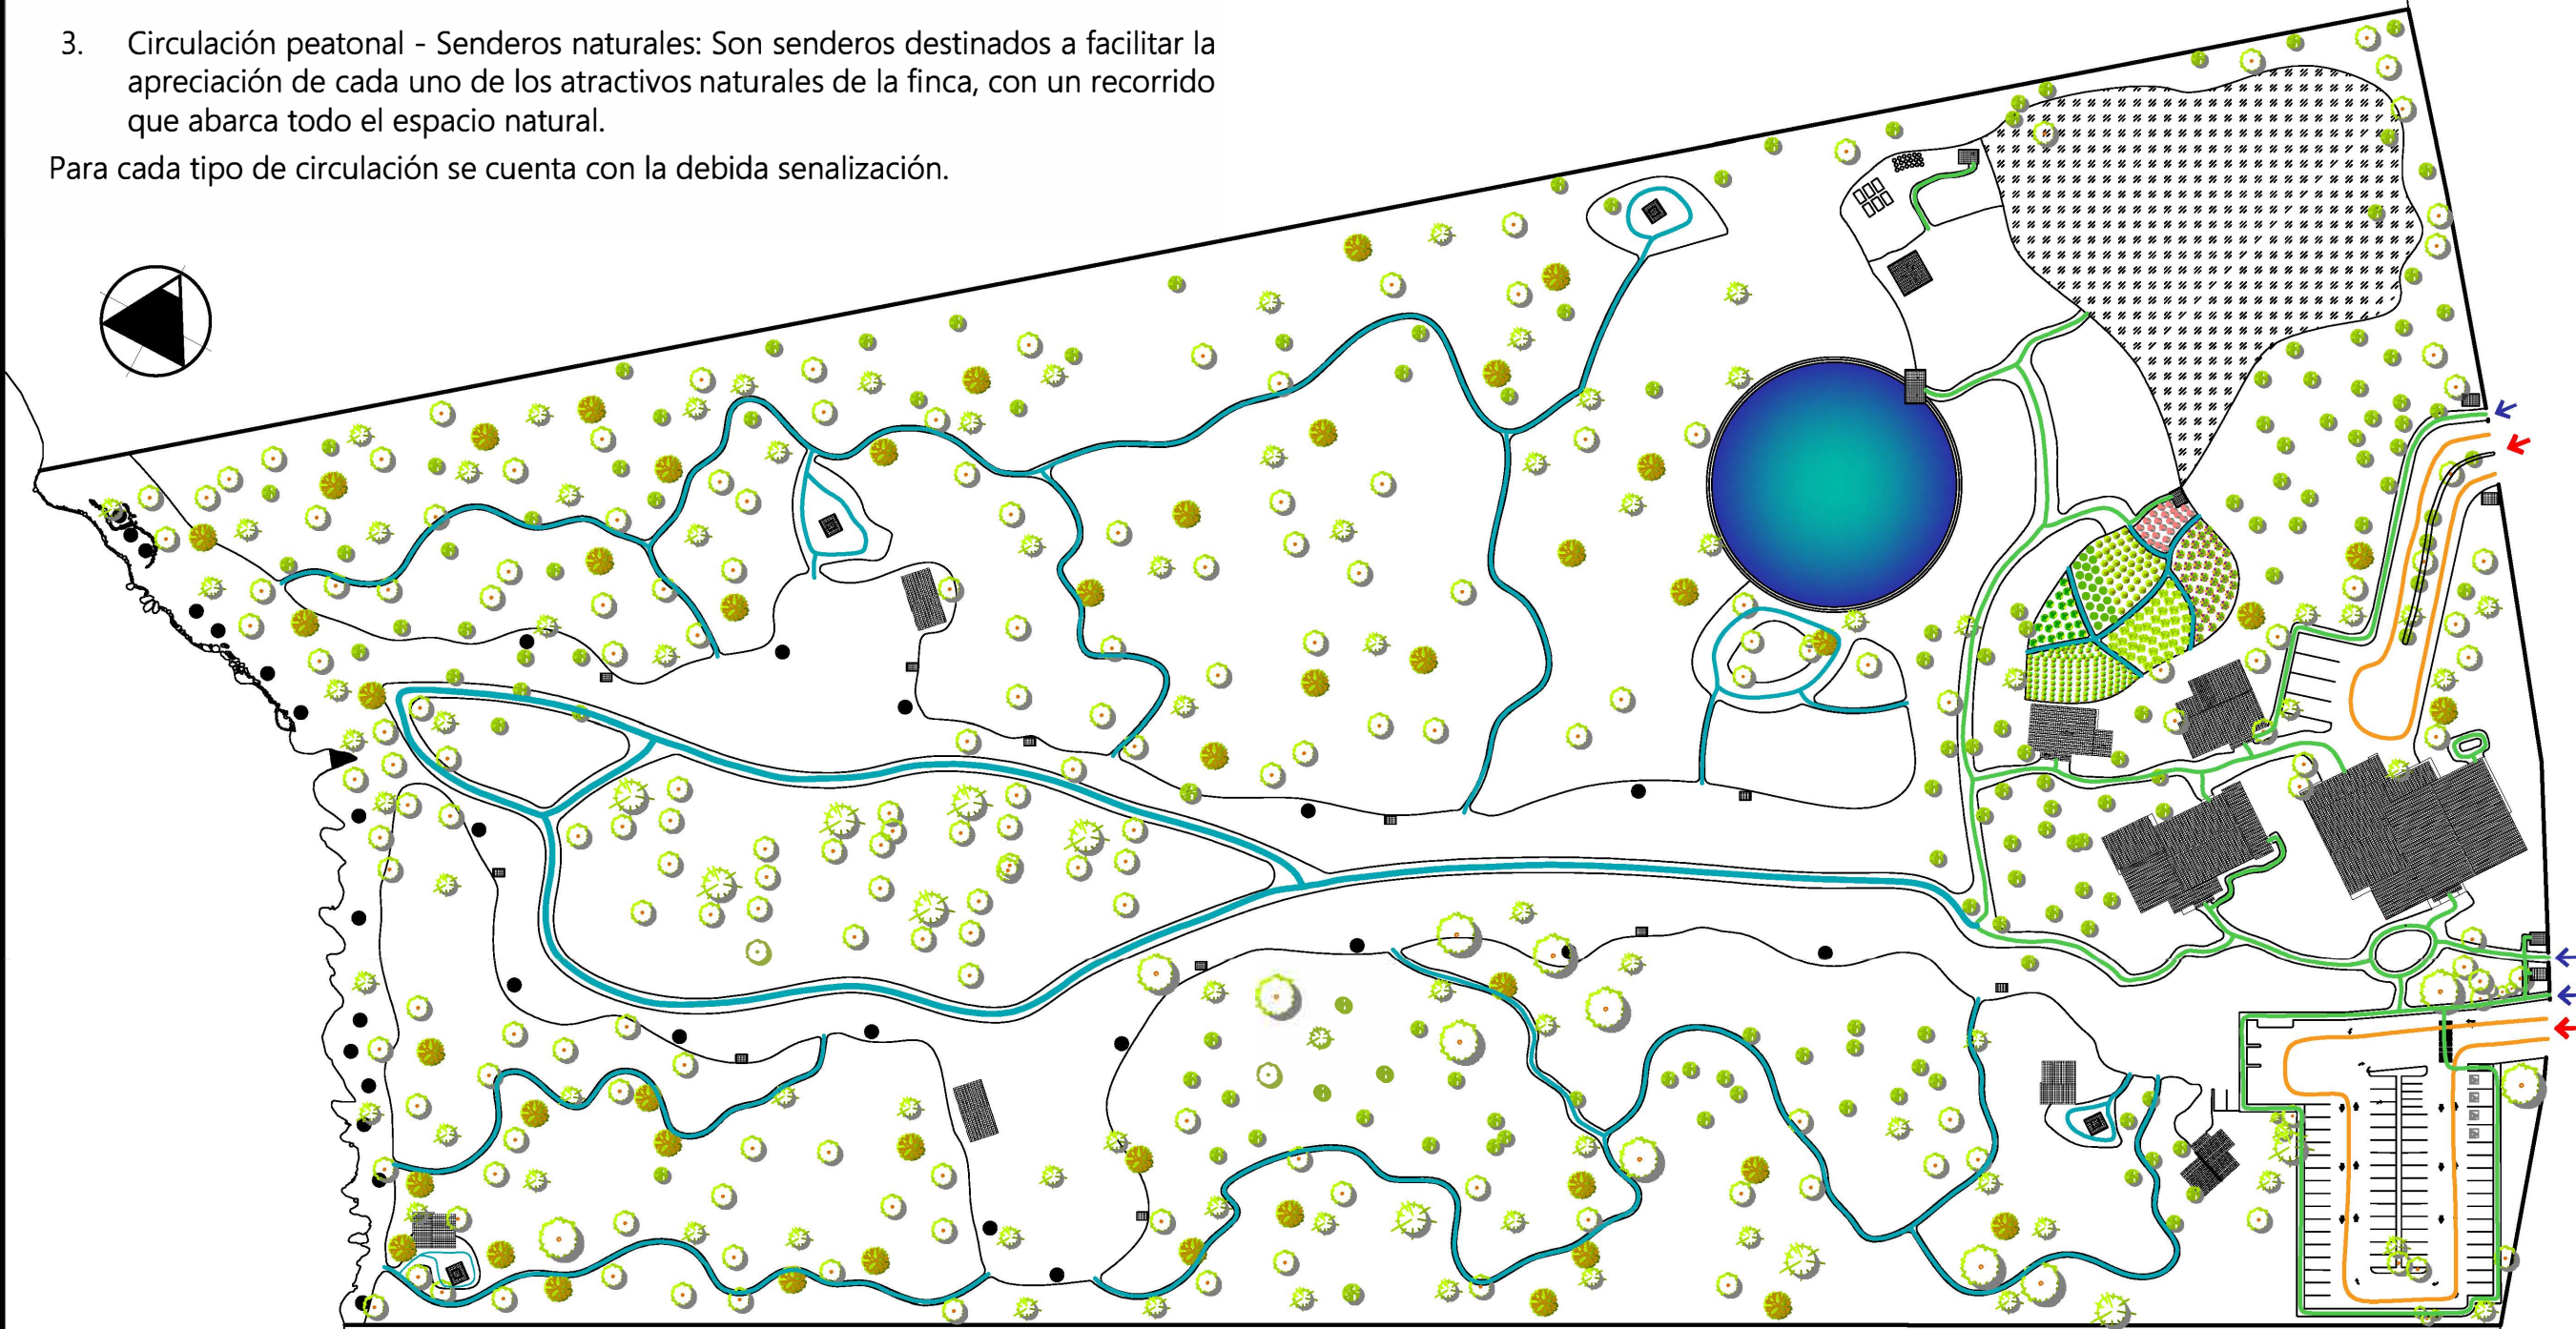 3. Circulación peatonal - Senderos naturales: Son senderos destinados a facilitar la
apreciación de cada uno de los atractivos naturales de la finca, con un recorrido
que abarca todo el espacio natural.
Para cada tipo de circulación se cuenta con la debida senalización.